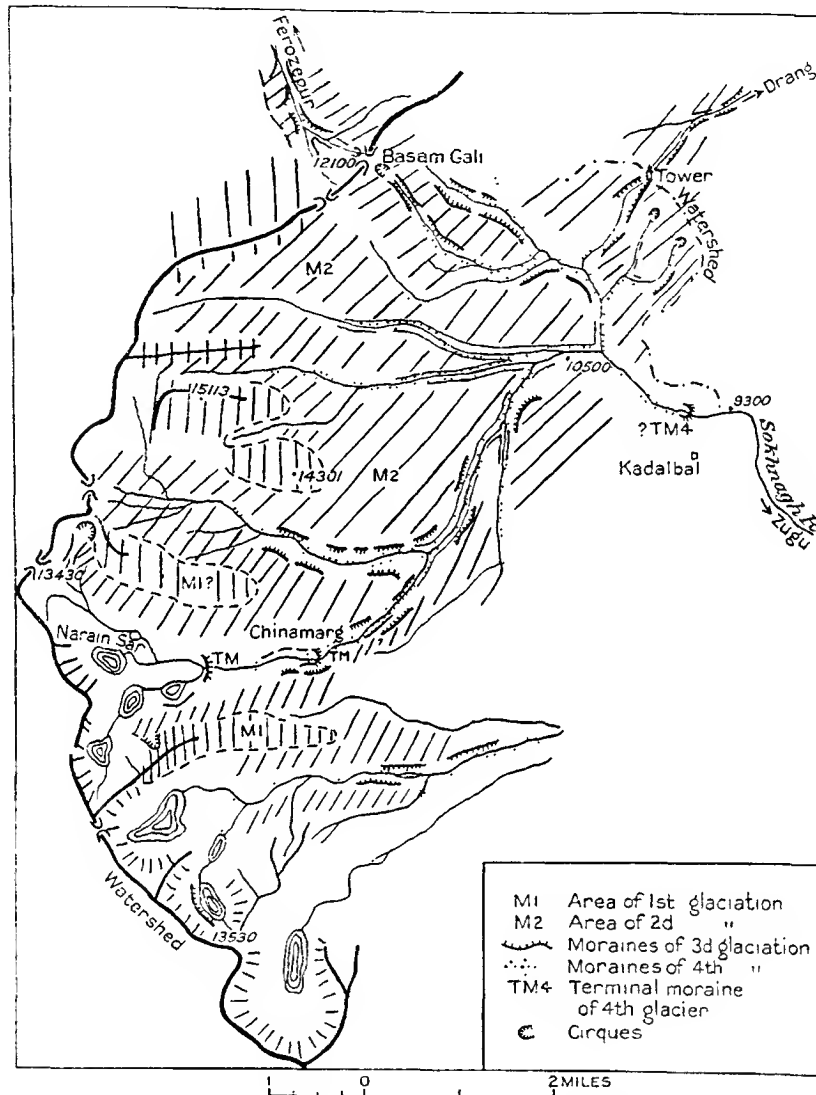 Ferozepur
Drang
12100
Basam Gali
Tower
Watershed
M2
10500
15113
9300
?TM4
14301
M2
Kadalbal
Sokhnagh
Zugu
13430
M1?
Chinamarg
Narain Sar
TM
TM
M1
Watershed
13530
M1 Area of 1st glaciation
M2 Area of 2d "
Moraines of 3d glaciation
Moraines of 4th "
TM4 Terminal moraine
of 4th glacier
Cirques
1 0 2 MILES